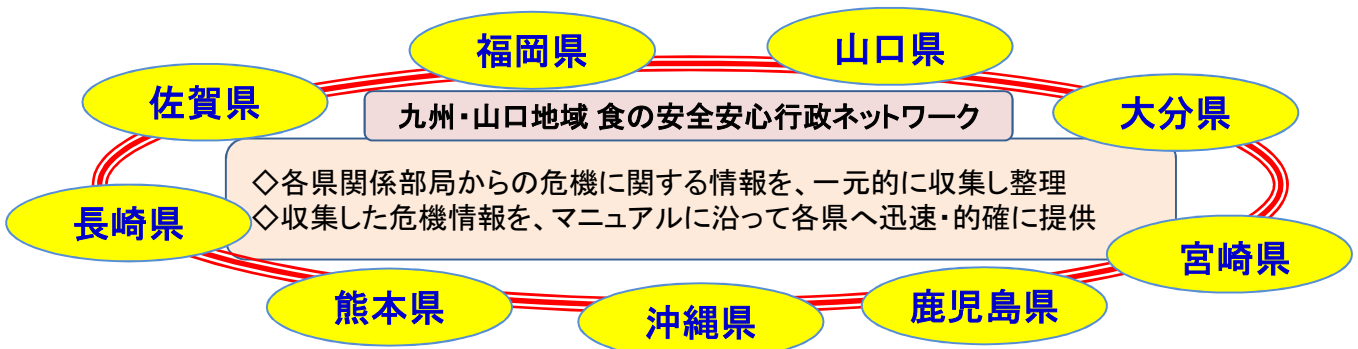 福岡県
山口県
佐賀県
大分県
九州・山口地域 食の安全安心行政ネットワーク
◇各県関係部局からの危機に関する情報を、一元的に収集し整理
◇収集した危機情報を、マニュアルに沿って各県へ迅速・的確に提供
長崎県
宮崎県
熊本県
沖縄県
鹿児島県